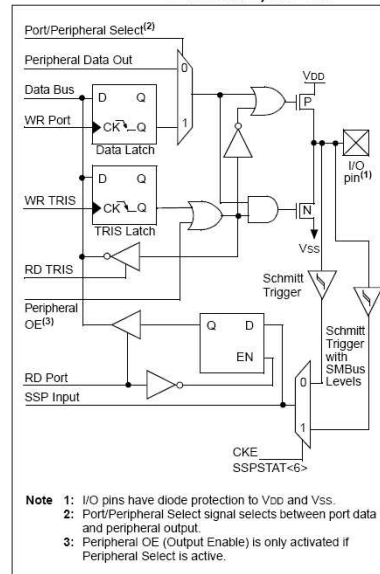 Port/Peripheral Select(2)
Peripheral Data Out
Data Bus
WR Port
D Q
CK Q
Data Latch
0
1
VDD
P
I/O
pin(1)
WR TRIS
D Q
CK Q
TRIS Latch
N
VSS
RD TRIS
Peripheral
OE(3)
Schmitt
Trigger
Q D
EN
Schmitt
Trigger
with
SMBus
Levels
RD Port
SSP Input
0
1
CKE
SSPSTAT<6>
Note 1: I/O pins have diode protection to VDD and VSS.
2: Port/Peripheral Select signal selects between port data
and peripheral output.
3: Peripheral OE (Output Enable) is only activated if
Peripheral Select is active.